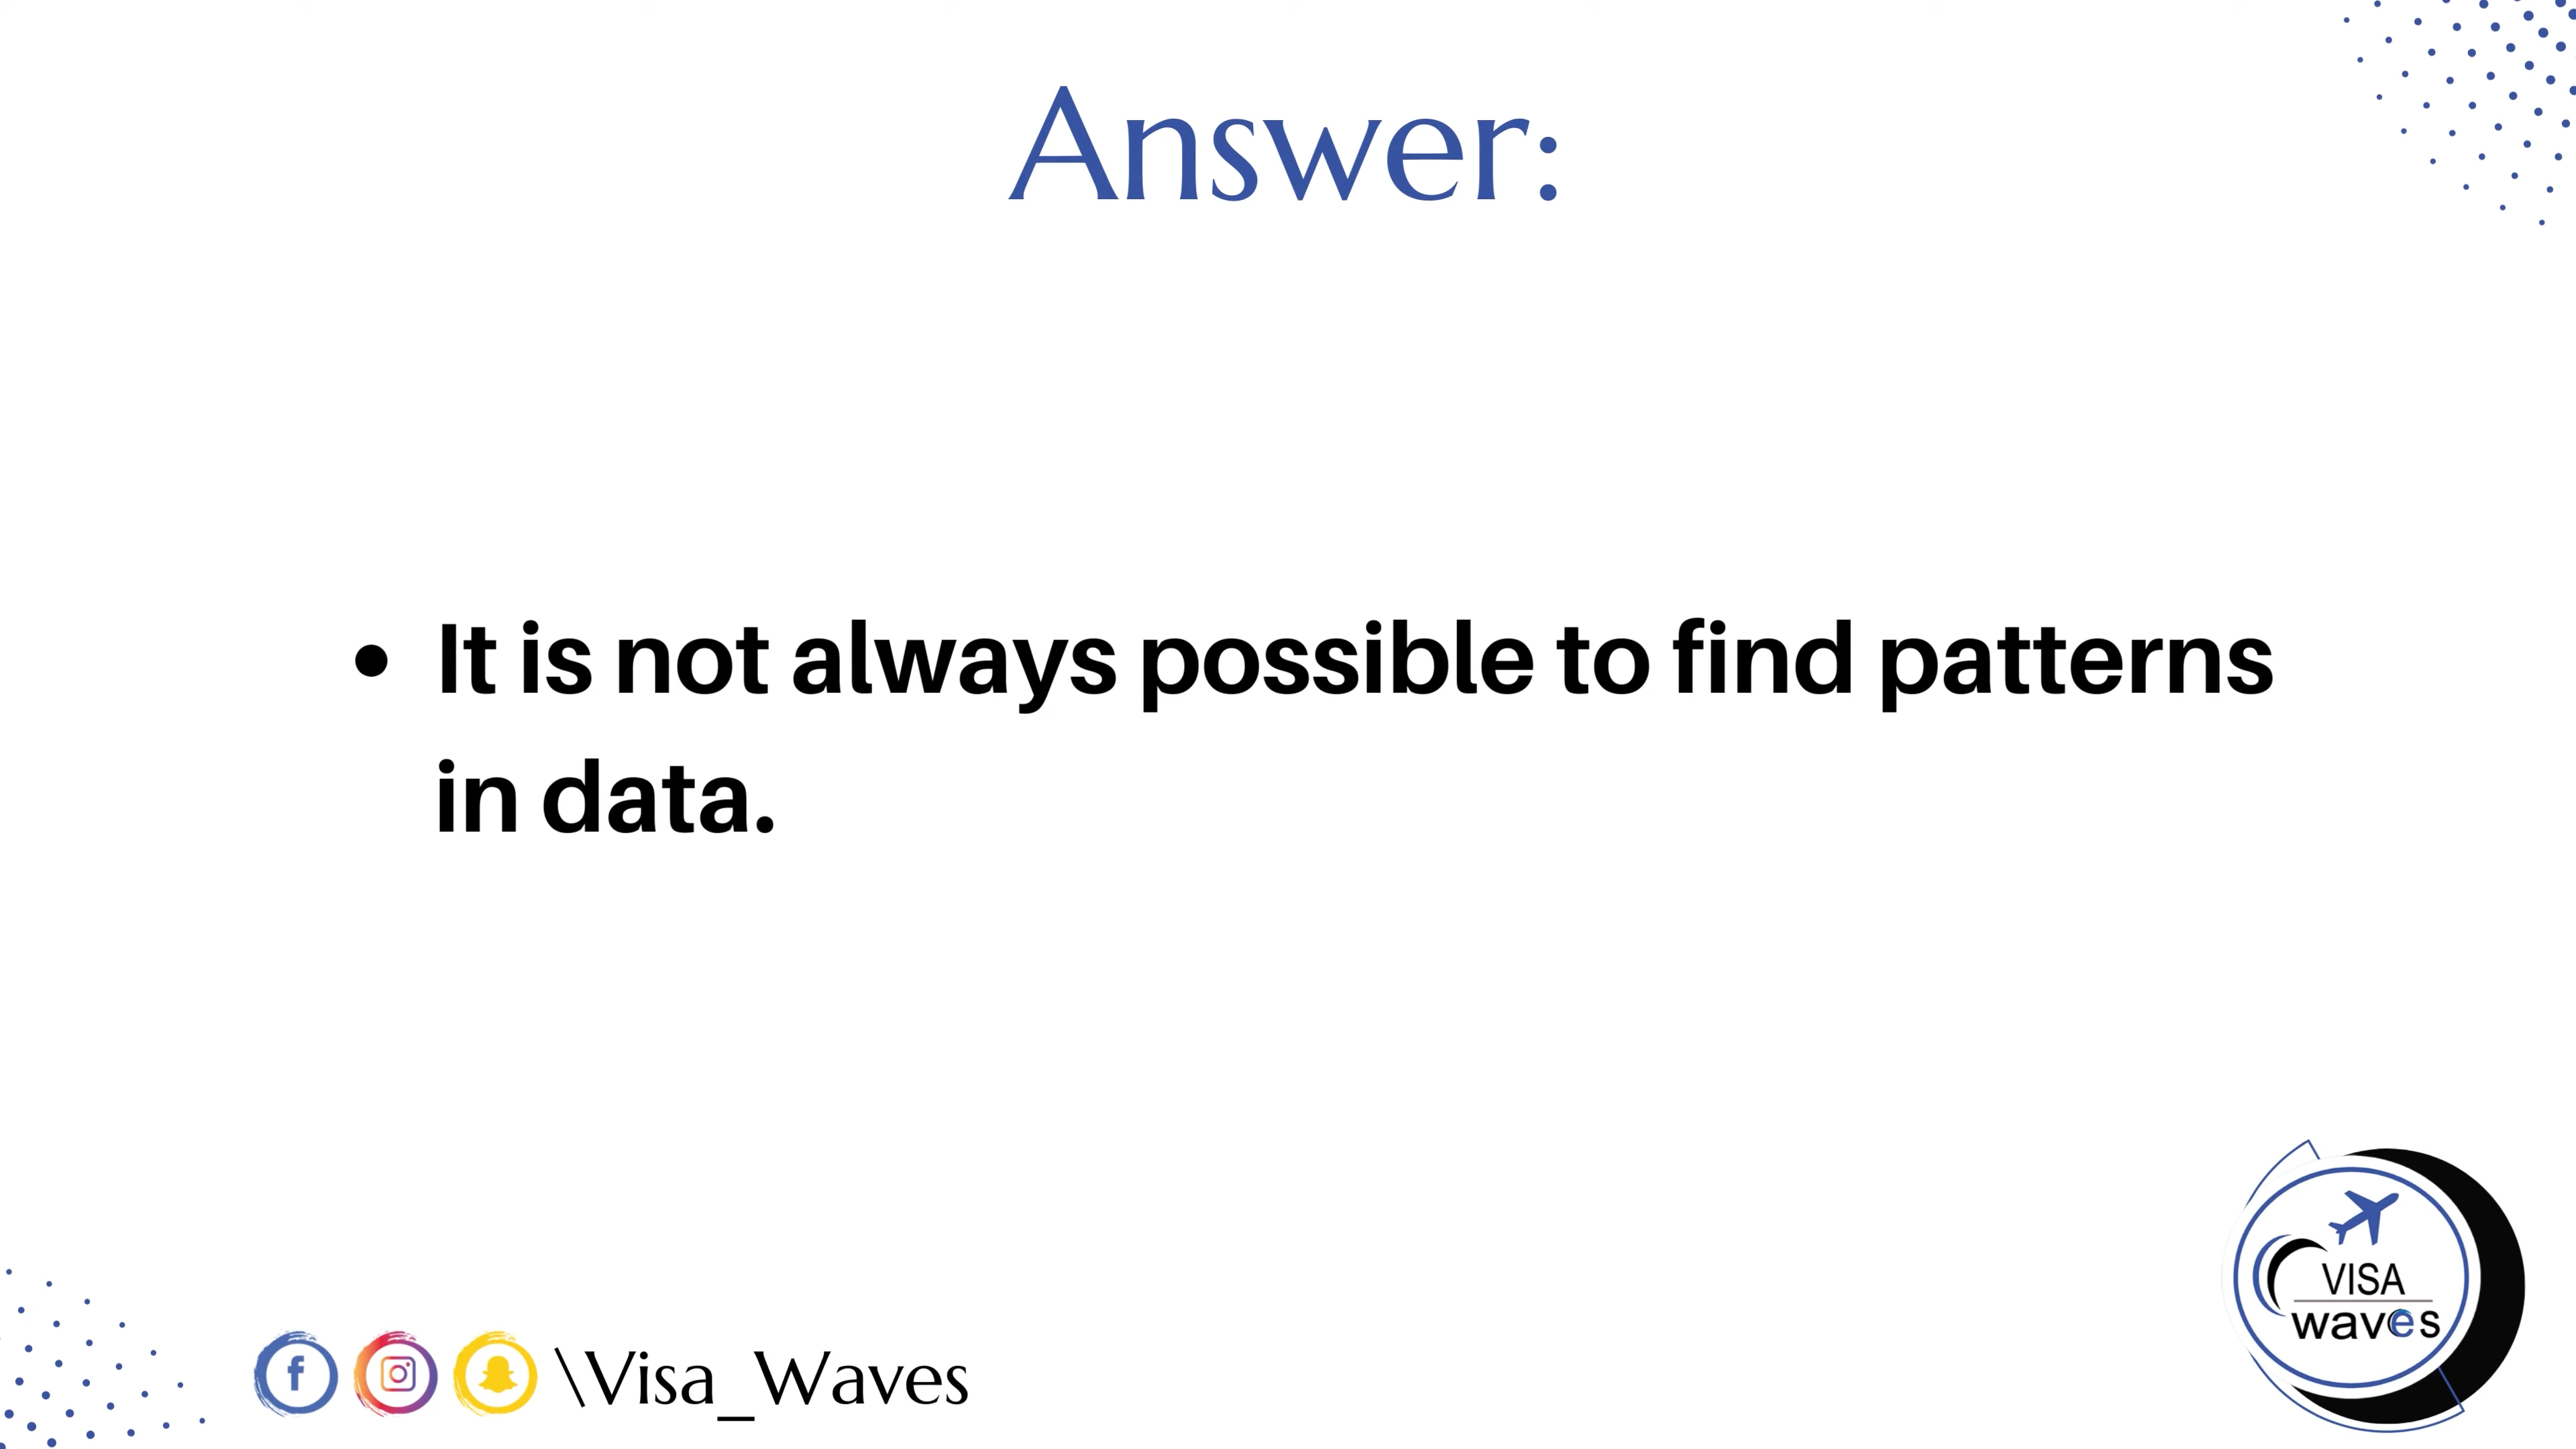 Answer:
• It is not always possible to find patterns
in data.
\Visa_Waves
VISA
waves